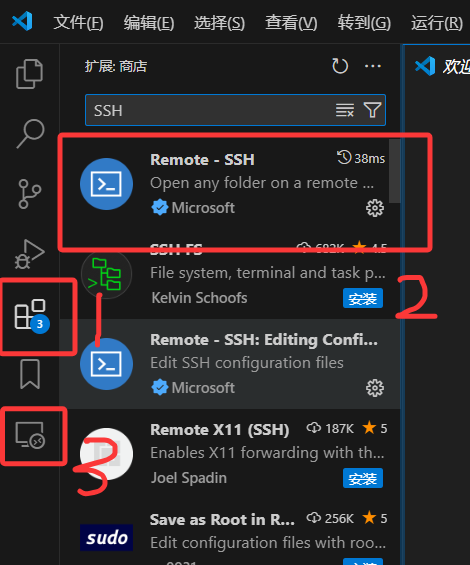 文件(F) 编辑(E) 选择(S) 查看(V) 转到(G) 运行(R)
扩展: 商店
欢迎
SSH
Remote - SSH 38ms
Open any folder on a remote ...
Microsoft
SSH FS 682K 4.5
File system, terminal and task p...
Kelvin Schoofs 安装
2
3
1
Remote - SSH: Editing Confi...
Edit SSH configuration files
Microsoft
3
Remote X11 (SSH) 187K 5
Enables X11 forwarding with th...
Joel Spadin 安装
Save as Root in R... 256K 5
sudo
Edit configuration files with roo...
安装